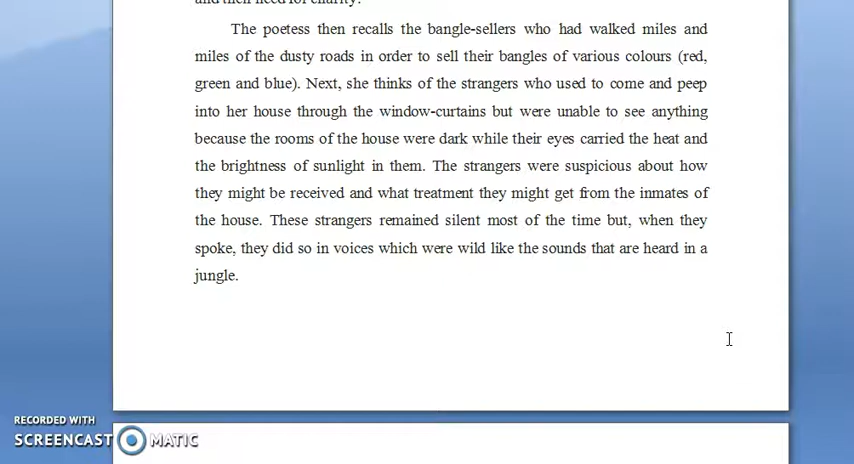 and then need for charity.
The poetess then recalls the bangle-sellers who had walked miles and
miles of the dusty roads in order to sell their bangles of various colours (red,
green and blue). Next, she thinks of the strangers who used to come and peep
into her house through the window-curtains but were unable to see anything
because the rooms of the house were dark while their eyes carried the heat and
the brightness of sunlight in them. The strangers were suspicious about how
they might be received and what treatment they might get from the inmates of
the house. These strangers remained silent most of the time but, when they
spoke, they did so in voices which were wild like the sounds that are heard in a
jungle.
RECORDED WITH
SCREENCAST MATIC